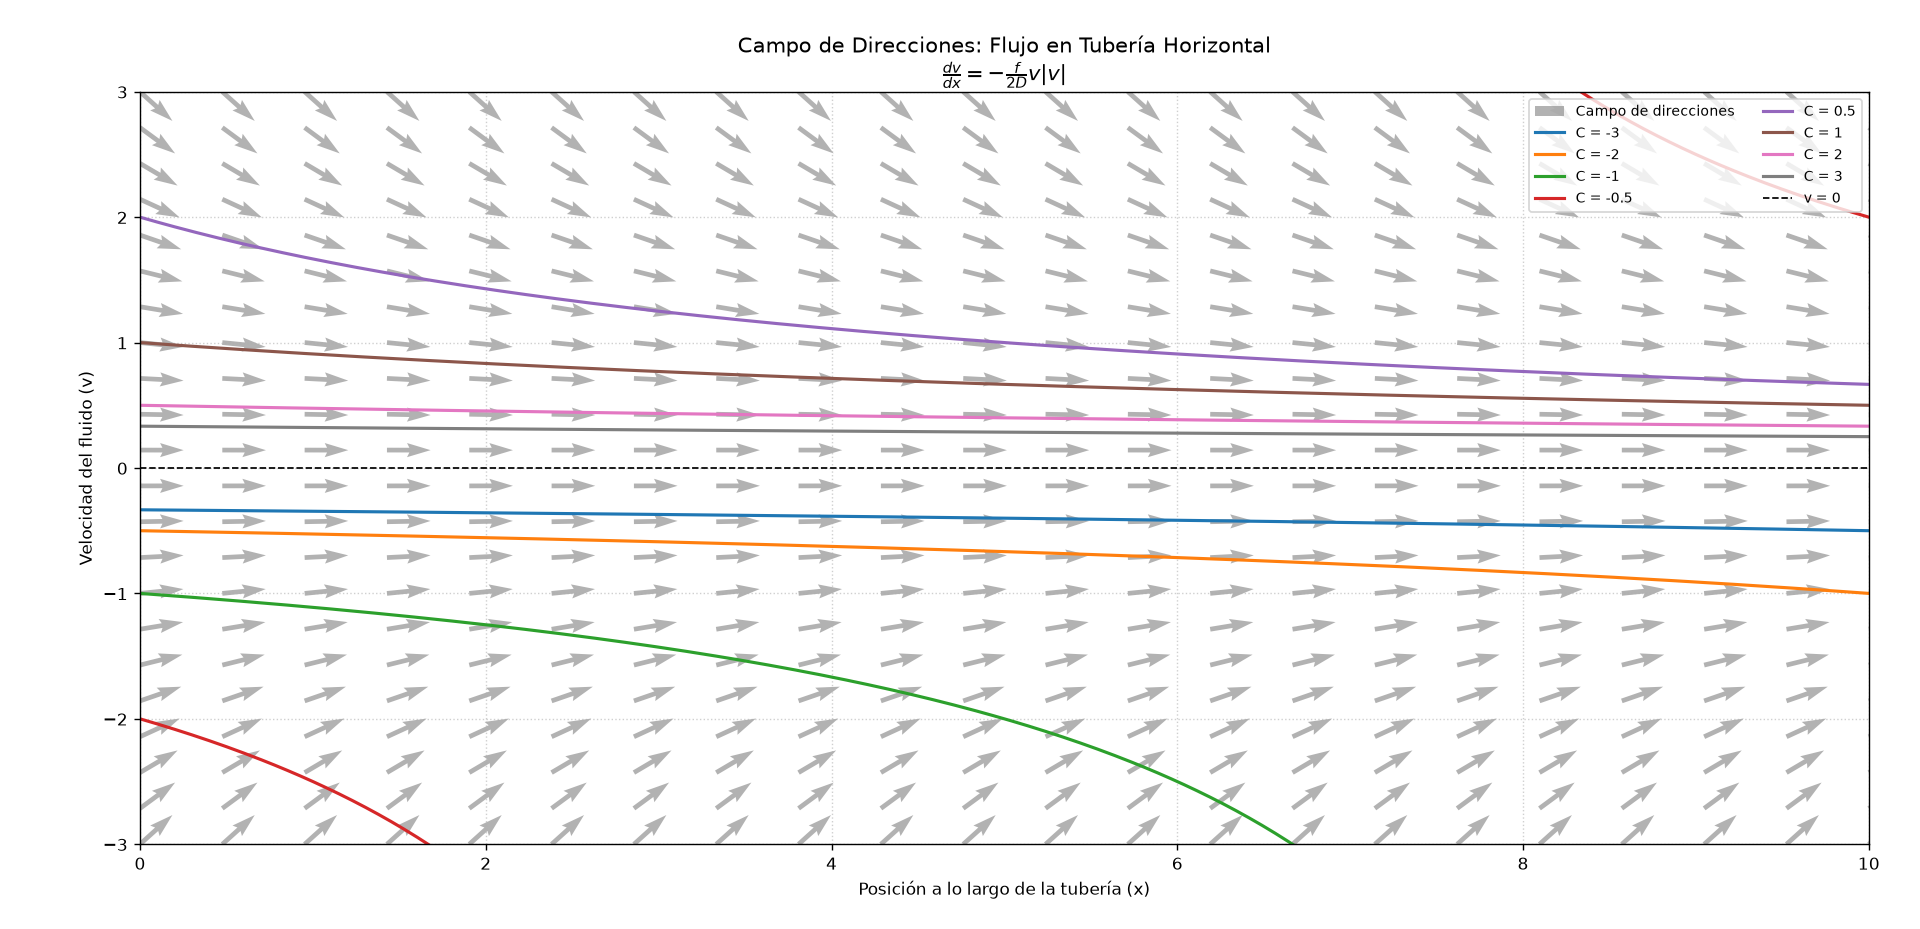 Campo de Direcciones: Flujo en Tubería Horizontal
dv/dx = −f/2D v|v|
Velocidad del fluido (v)
3
2
1
0
−1
−2
−3
0 2 4 6 8 10
Posición a lo largo de la tubería (x)
Campo de direcciones
C = -3
C = -2
C = -1
C = -0.5
C = 0.5
C = 1
C = 2
C = 3
v = 0